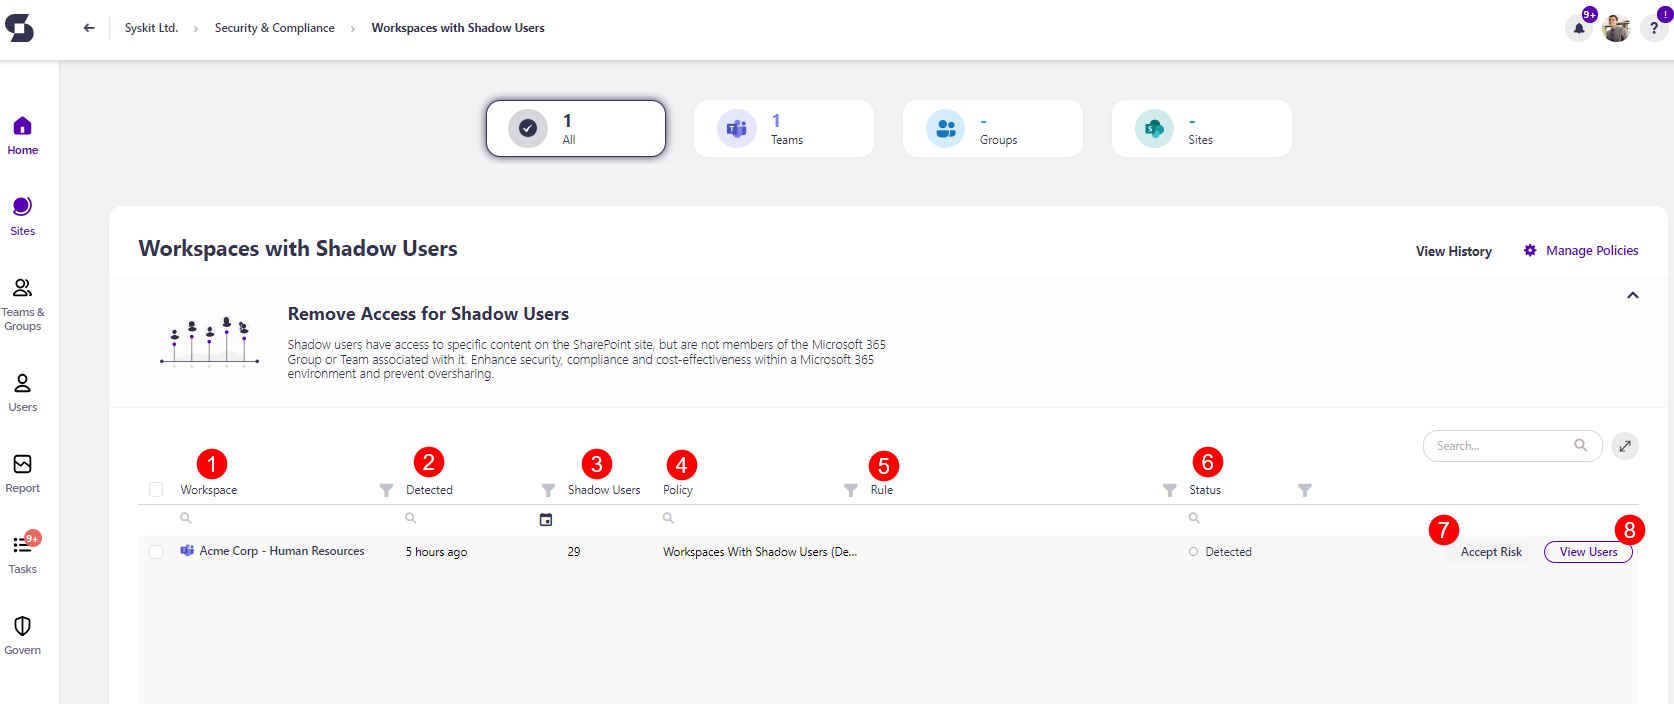 Syskit Ltd. > Security & Compliance > Workspaces with Shadow Users
9+
!
?
Home
Sites
Teams &
Groups
Users
Report
9+
Tasks
Govern
1
All
1
Teams
-
Groups
-
Sites
Workspaces with Shadow Users
View History
Manage Policies
Remove Access for Shadow Users
Shadow users have access to specific content on the SharePoint site, but are not members of the Microsoft 365
Group or Team associated with it. Enhance security, compliance and cost-effectiveness within a Microsoft 365
environment and prevent oversharing.
Search...
1 2 3 4 5 6
Workspace Detected Shadow Users Policy Rule Status
7 8
Acme Corp - Human Resources 5 hours ago 29 Workspaces With Shadow Users (De... Detected Accept Risk View Users